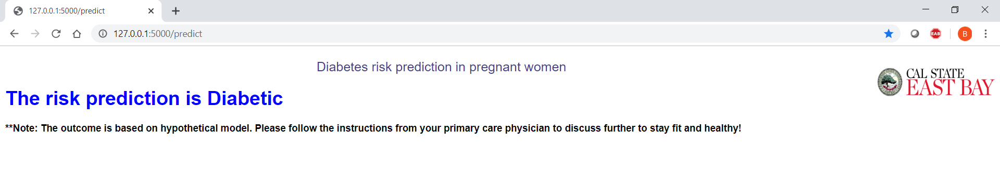 127.0.0.1:5000/predict
127.0.0.1:5000/predict
EAB
B
Diabetes risk prediction in pregnant women
CAL STATE
EAST BAY
The risk prediction is Diabetic
**Note: The outcome is based on hypothetical model. Please follow the instructions from your primary care physician to discuss further to stay fit and healthy!